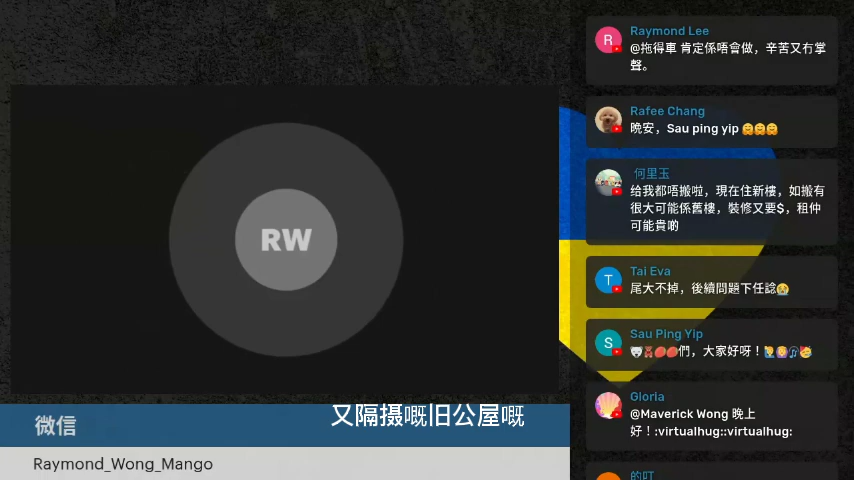 RW
又隔摄嘅旧公屋嘅
微信
Raymond_Wong_Mango
Raymond Lee
@拖得車 肯定係唔會做，辛苦又冇掌
聲。
Rafee Chang
晚安，Sau ping yip 🤗🤗🤗
何里玉
给我都唔搬啦，現在住新樓，如搬有
很大可能係舊樓，裝修又要$，租仲
可能貴啲
Tai Eva
尾大不掉，後續問題下任諗😭
Sau Ping Yip
們，大家好呀！
Gloria
@Maverick Wong 晚上
好！:virtualhug::virtualhug:
的叮
R
T
S